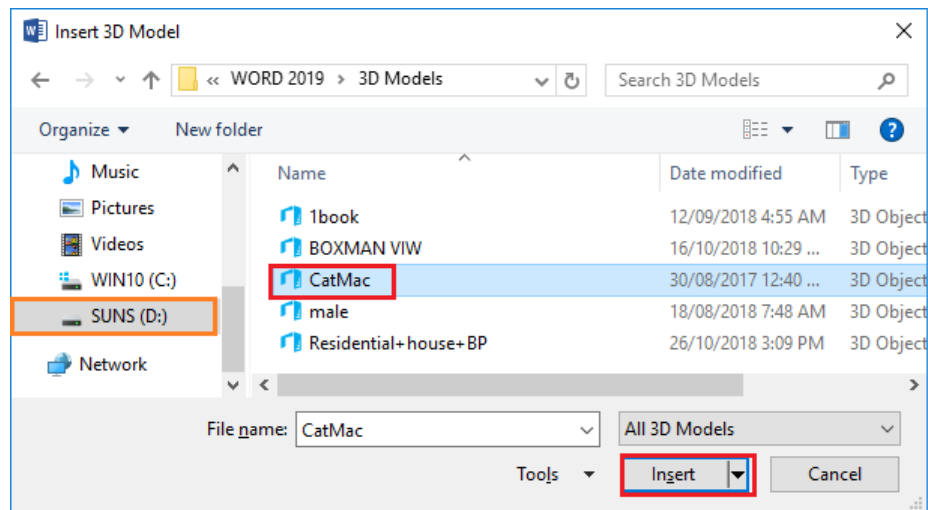 Insert 3D Model
« WORD 2019 › 3D Models Search 3D Models
Organize New folder
Music
Pictures
Videos
WIN10 (C:)
SUNS (D:)
Network
Name Date modified Type
1book 12/09/2018 4:55 AM 3D Object
BOXMAN VIW 16/10/2018 10:29 ... 3D Object
CatMac 30/08/2017 12:40 ... 3D Object
male 18/08/2018 7:48 AM 3D Object
Residential+house+BP 26/10/2018 3:09 PM 3D Object
File name: CatMac All 3D Models
Tools Insert Cancel